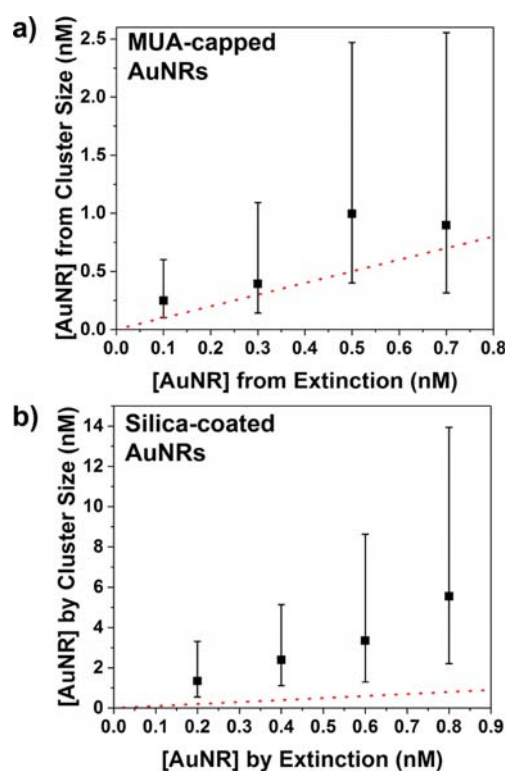 a)
MUA-capped
AuNRs
[AuNR] from Cluster Size (nM)
2.5
2.0
1.5
1.0
0.5
0.0
0.0 0.1 0.2 0.3 0.4 0.5 0.6 0.7 0.8
[AuNR] from Extinction (nM)
b)
Silica-coated
AuNRs
[AuNR] by Cluster Size (nM)
14
12
10
8
6
4
2
0
0.0 0.1 0.2 0.3 0.4 0.5 0.6 0.7 0.8 0.9
[AuNR] by Extinction (nM)